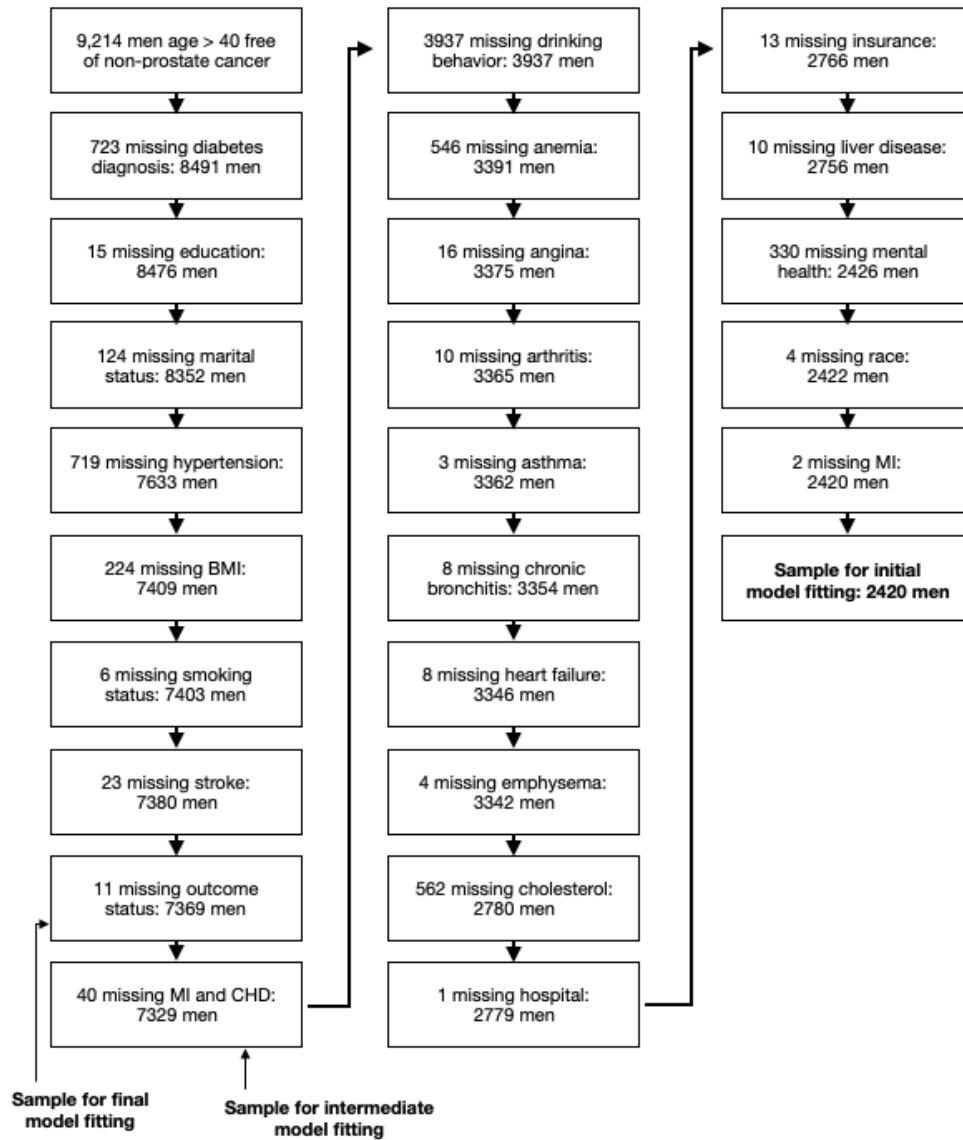 9,214 men age > 40 free
of non-prostate cancer
723 missing diabetes
diagnosis: 8491 men
15 missing education:
8476 men
124 missing marital
status: 8352 men
719 missing hypertension:
7633 men
224 missing BMI:
7409 men
6 missing smoking
status: 7403 men
23 missing stroke:
7380 men
11 missing outcome
status: 7369 men
40 missing MI and CHD:
7329 men
Sample for final
model fitting
Sample for intermediate
model fitting
3937 missing drinking
behavior: 3937 men
546 missing anemia:
3391 men
16 missing angina:
3375 men
10 missing arthritis:
3365 men
3 missing asthma:
3362 men
8 missing chronic
bronchitis: 3354 men
8 missing heart failure:
3346 men
4 missing emphysema:
3342 men
562 missing cholesterol:
2780 men
1 missing hospital:
2779 men
13 missing insurance:
2766 men
10 missing liver disease:
2756 men
330 missing mental
health: 2426 men
4 missing race:
2422 men
2 missing MI:
2420 men
Sample for initial
model fitting: 2420 men